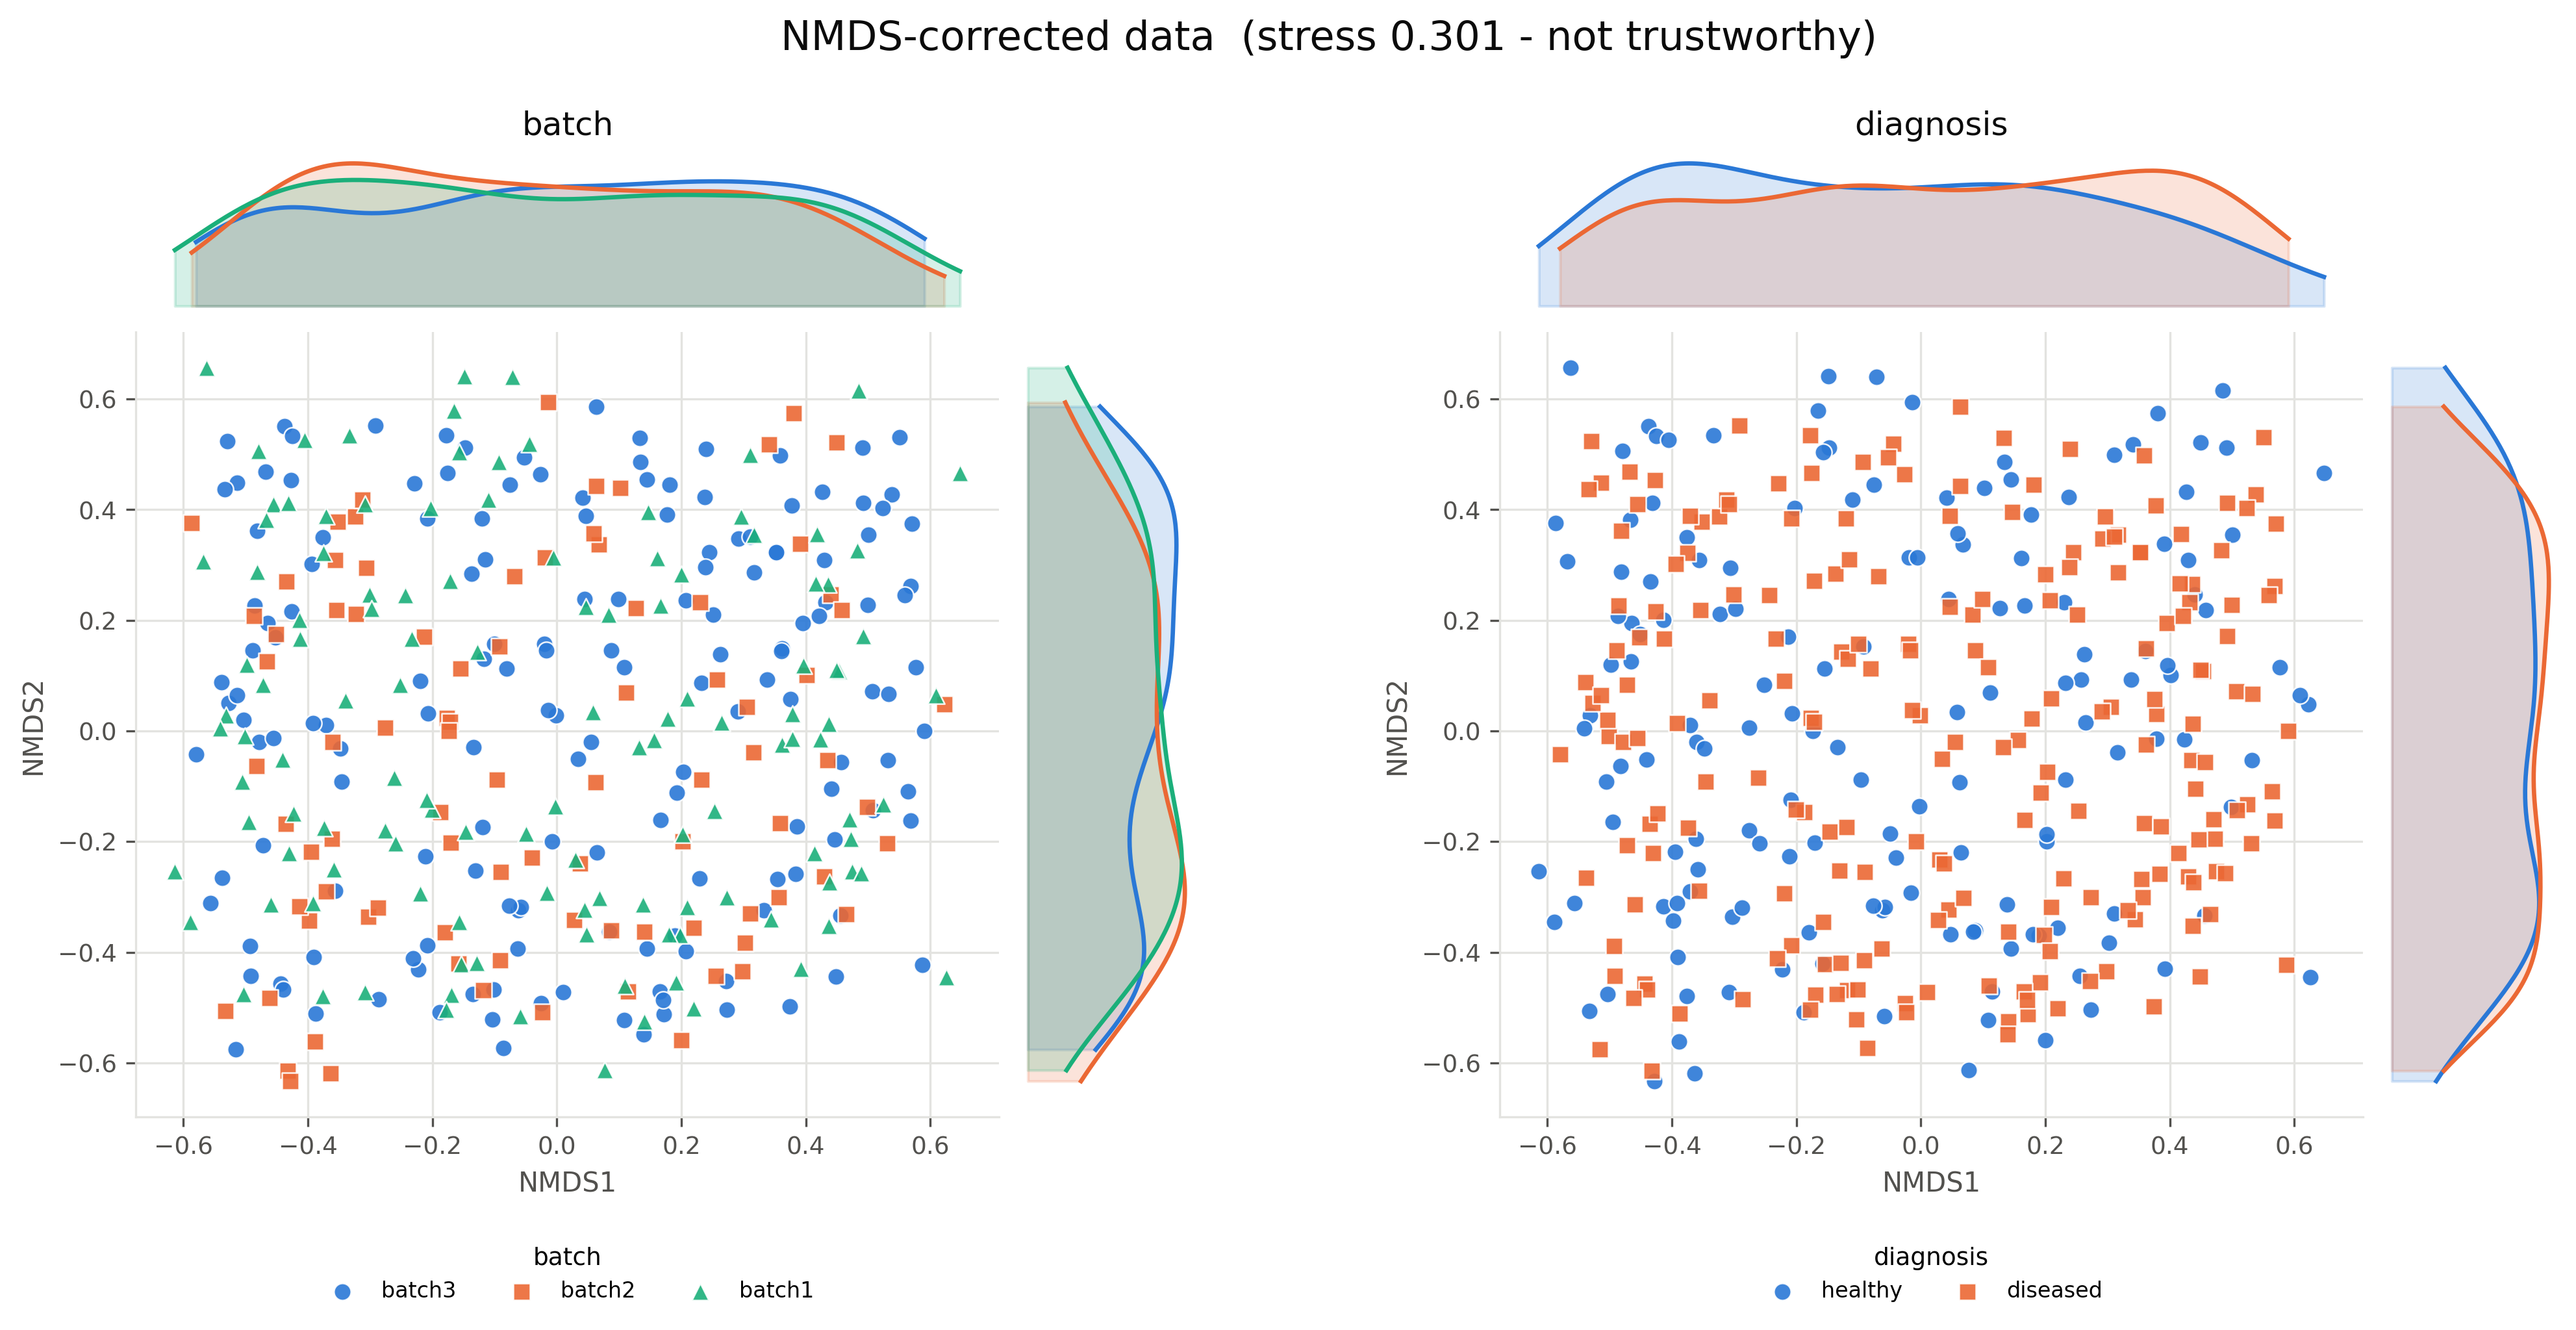 NMDS-corrected data  (stress 0.301 - not trustworthy)
batch
diagnosis
NMDS2
0.6
0.4
0.2
0.0
−0.2
−0.4
−0.6
−0.6 −0.4 −0.2 0.0 0.2 0.4 0.6
NMDS1
NMDS2
0.6
0.4
0.2
0.0
−0.2
−0.4
−0.6
−0.6 −0.4 −0.2 0.0 0.2 0.4 0.6
NMDS1
batch
batch3 batch2 batch1
diagnosis
healthy diseased